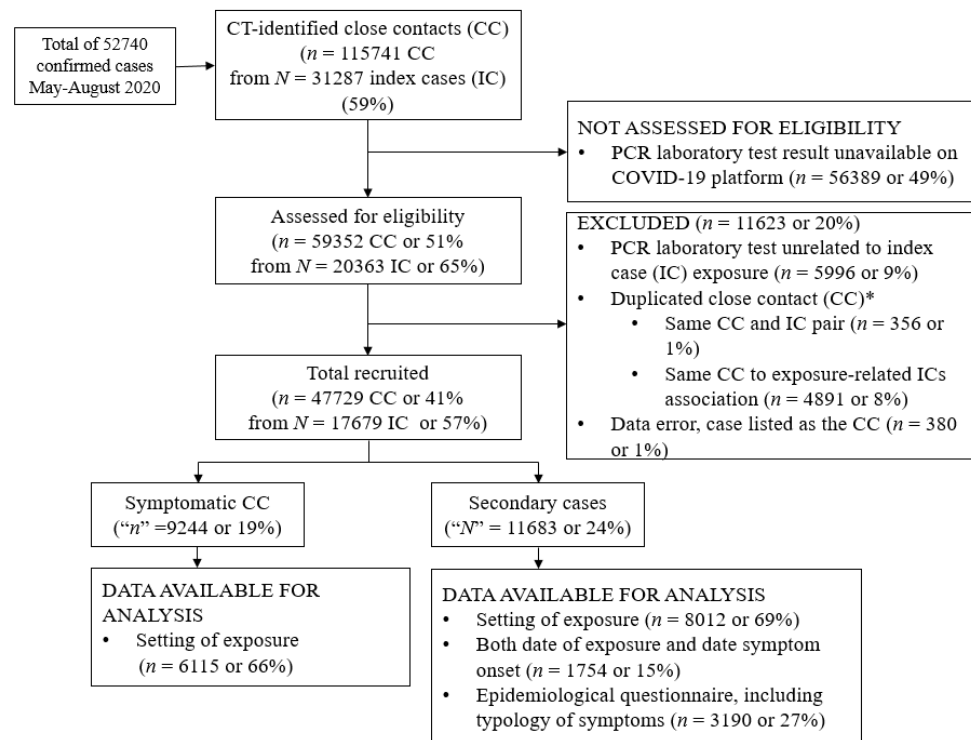 Total of 52740
confirmed cases
May-August 2020
CT-identified close contacts (CC)
(n = 115741 CC
from N = 31287 index cases (IC)
(59%)
NOT ASSESSED FOR ELIGIBILITY
• PCR laboratory test result unavailable on
COVID-19 platform (n = 56389 or 49%)
Assessed for eligibility
(n = 59352 CC or 51%
from N = 20363 IC or 65%)
EXCLUDED (n = 11623 or 20%)
• PCR laboratory test unrelated to index
case (IC) exposure (n = 5996 or 9%)
• Duplicated close contact (CC)*
• Same CC and IC pair (n = 356 or
1%)
• Same CC to exposure-related ICs
association (n = 4891 or 8%)
• Data error, case listed as the CC (n = 380
or 1%)
Total recruited
(n = 47729 CC or 41%
from N = 17679 IC or 57%)
Symptomatic CC
(“n” =9244 or 19%)
Secondary cases
(“N” = 11683 or 24%)
DATA AVAILABLE FOR
ANALYSIS
• Setting of exposure
(n = 6115 or 66%)
DATA AVAILABLE FOR ANALYSIS
• Setting of exposure (n = 8012 or 69%)
• Both date of exposure and date symptom
onset (n = 1754 or 15%)
• Epidemiological questionnaire, including
typology of symptoms (n = 3190 or 27%)